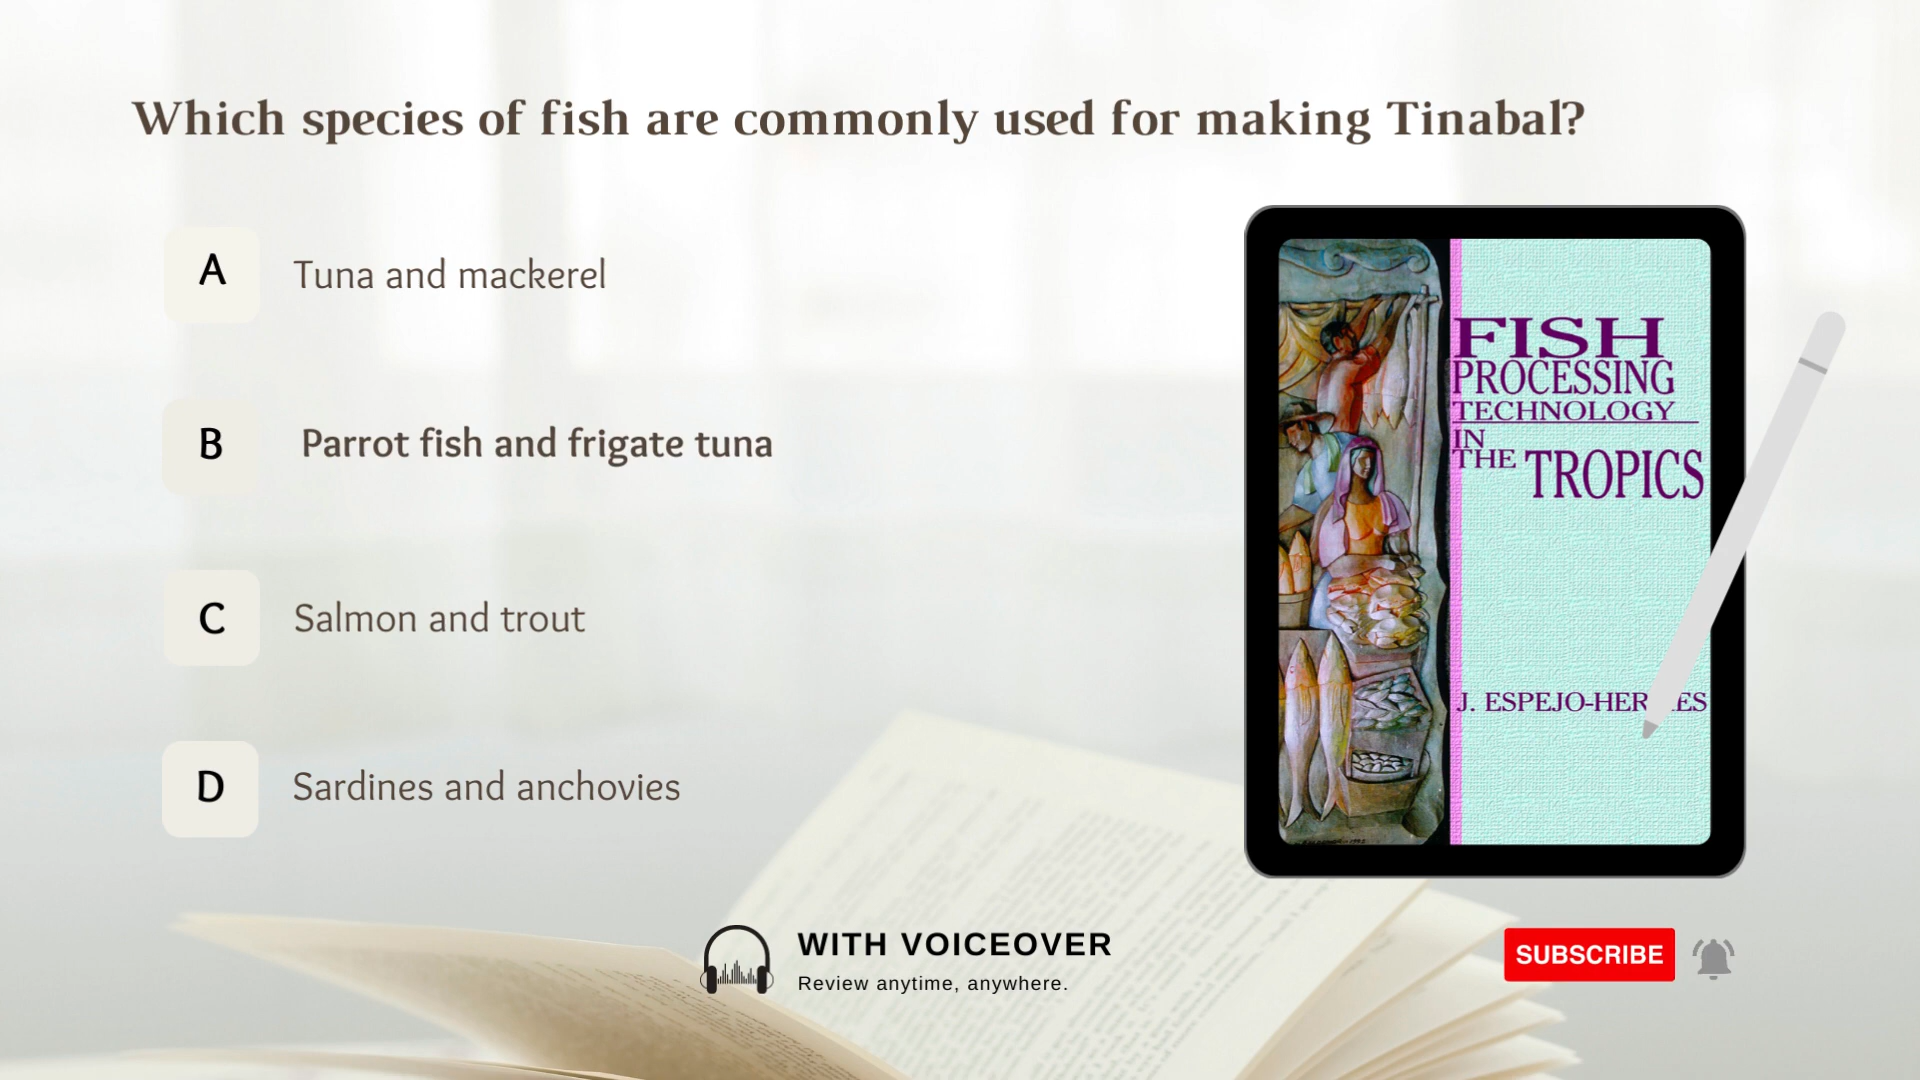 Which species of fish are commonly used for making Tinabal?
A
Tuna and mackerel
B
Parrot fish and frigate tuna
C
Salmon and trout
D
Sardines and anchovies
FISH
PROCESSING
TECHNOLOGY
IN
THE TROPICS
WITH VOICEOVER
Review anytime, anywhere.
J.
SUBSCRIBE